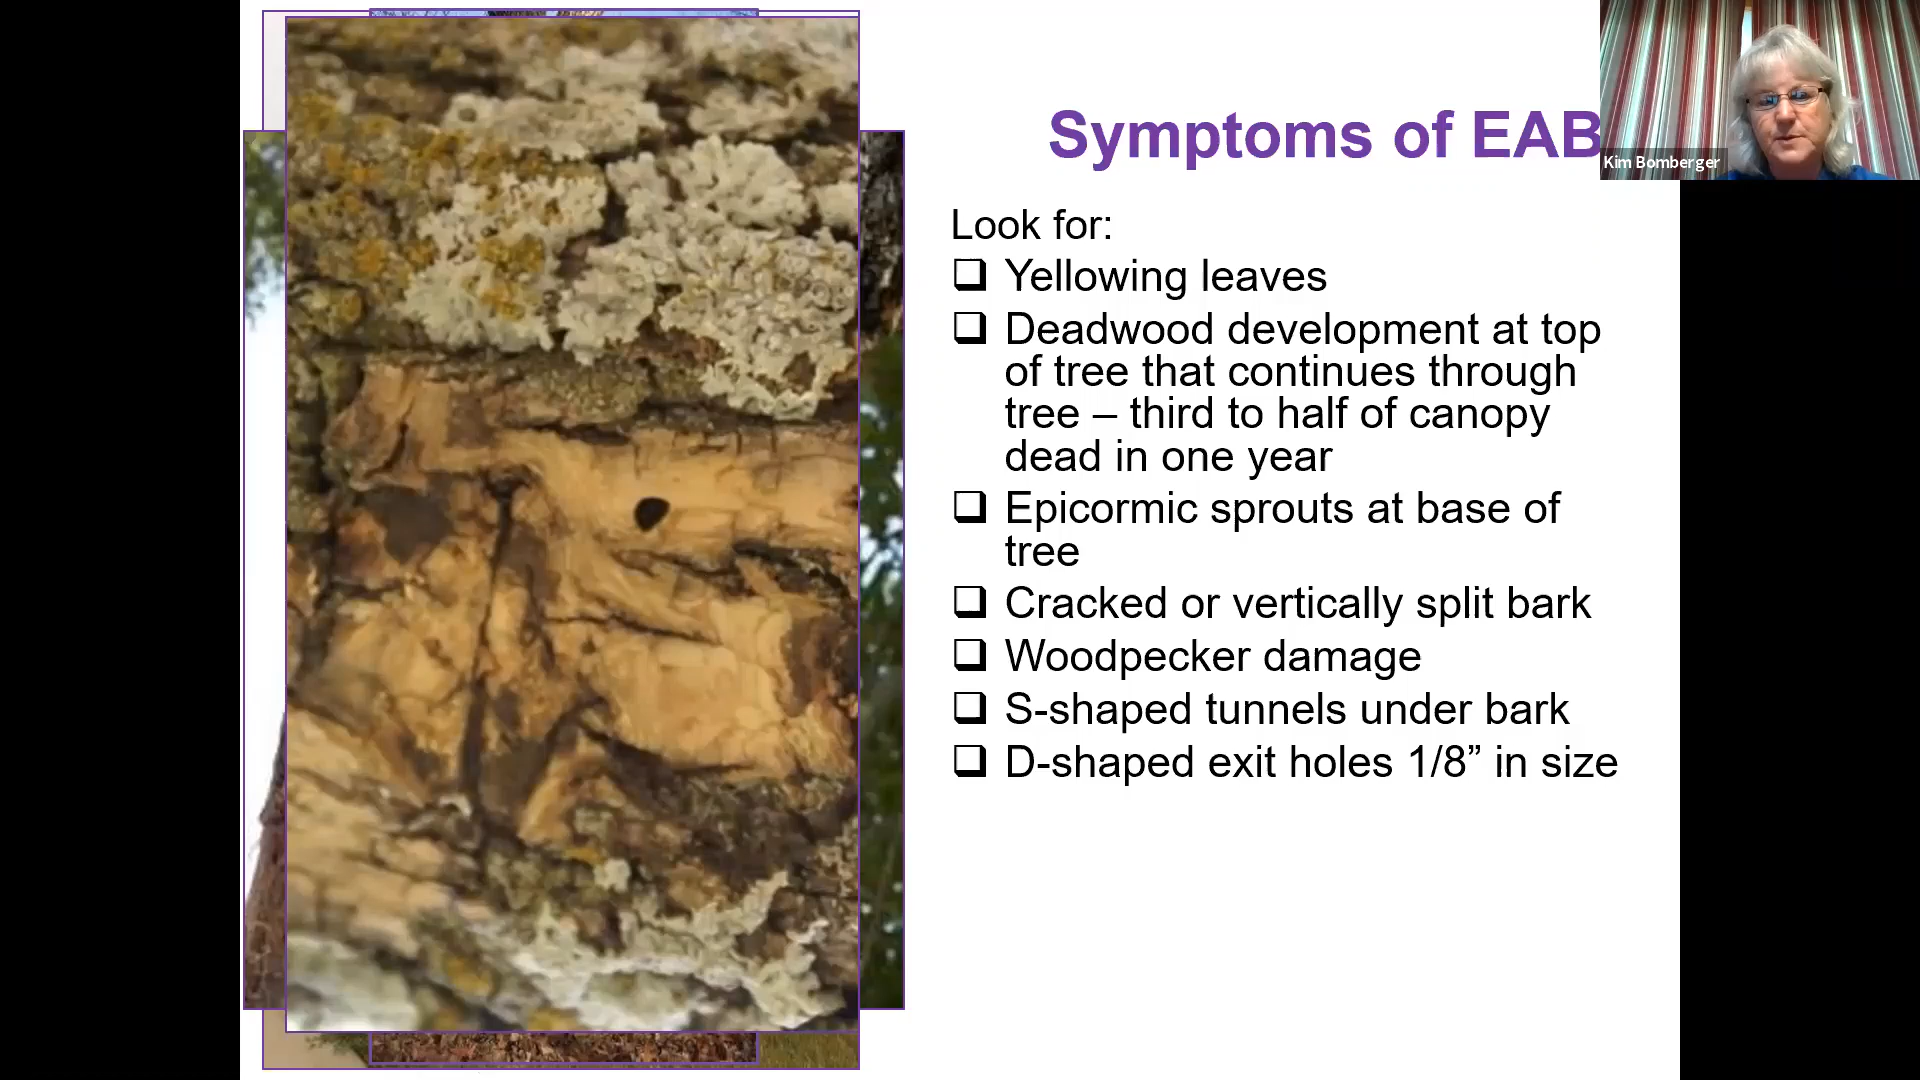 Symptoms of EAB
Kim Bomberger
Look for:
❑ Yellowing leaves
❑ Deadwood development at top
of tree that continues through
tree – third to half of canopy
dead in one year
❑ Epicormic sprouts at base of
tree
❑ Cracked or vertically split bark
❑ Woodpecker damage
❑ S-shaped tunnels under bark
❑ D-shaped exit holes 1/8” in size